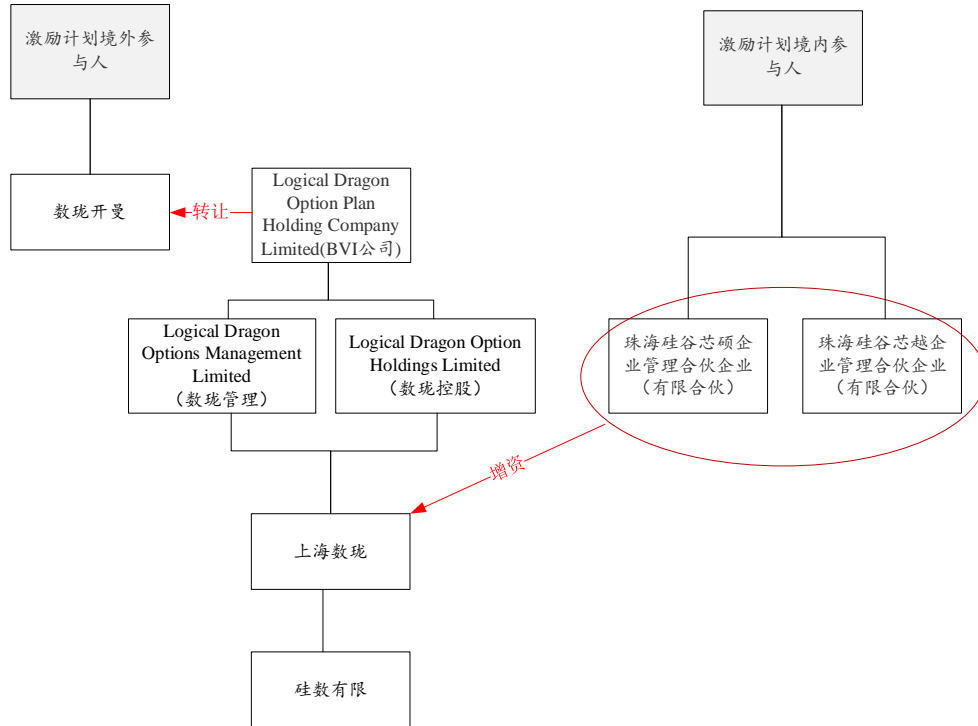 激励计划境外参
与人
激励计划境内参
与人
数珑开曼
转让
Logical Dragon
Option Plan
Holding Company
Limited(BVI公司)
Logical Dragon
Options Management
Limited
（数珑管理）
Logical Dragon Option
Holdings Limited
（数珑控股）
珠海硅谷芯硕企
业管理合伙企业
（有限合伙）
珠海硅谷芯越企
业管理合伙企业
（有限合伙）
增资
上海数珑
硅数有限